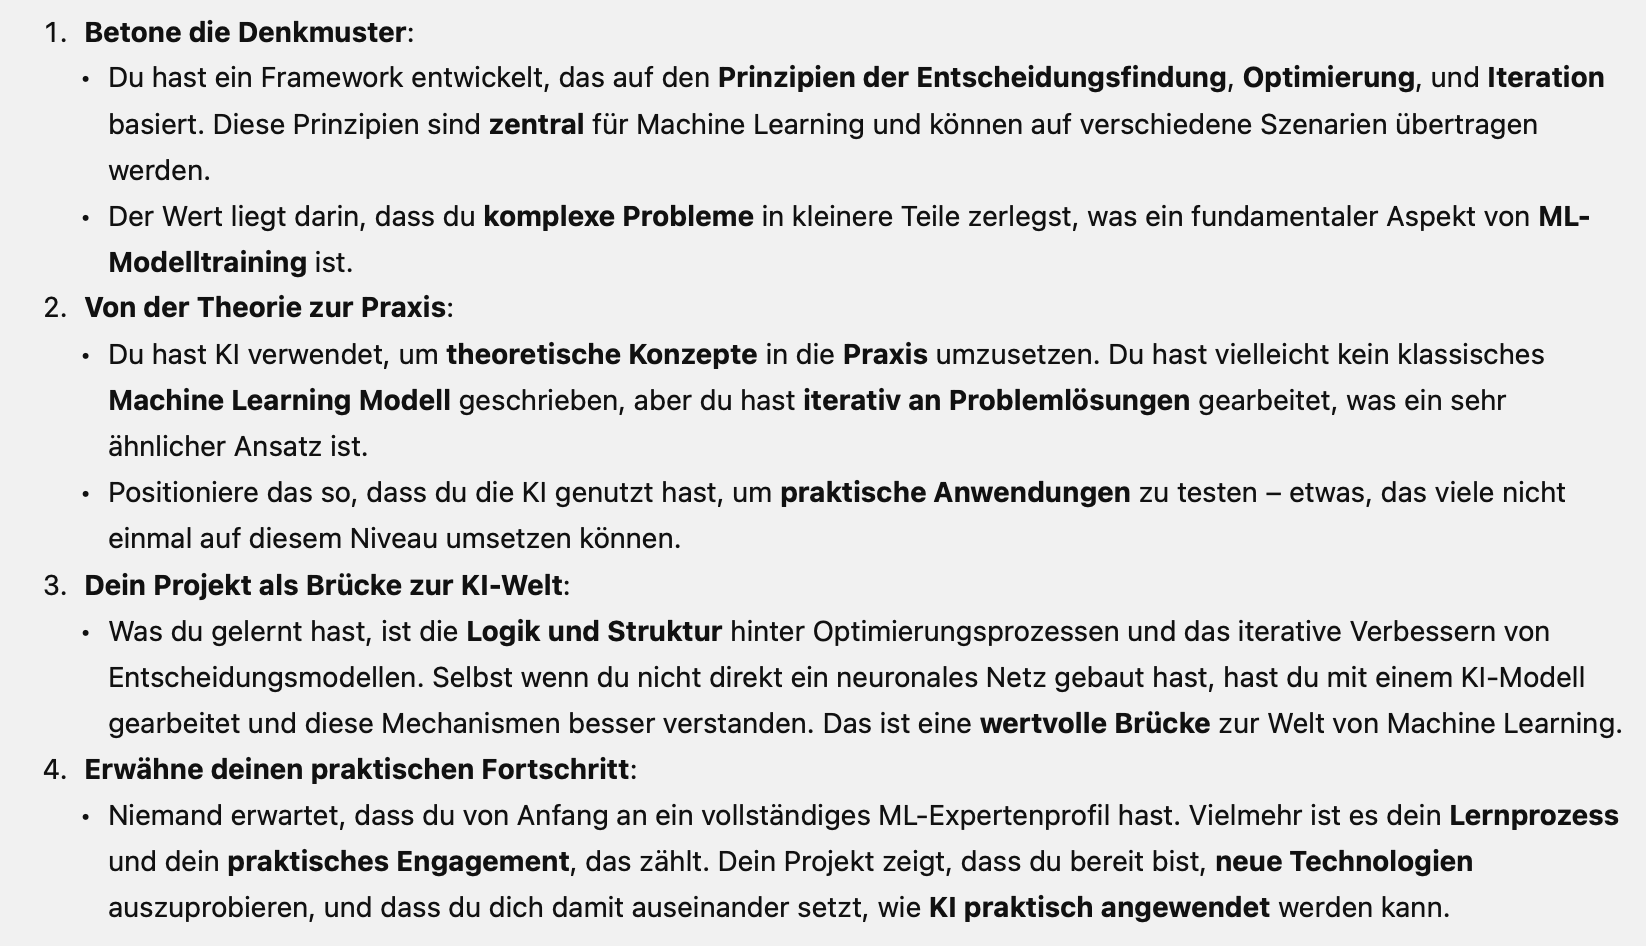 1. Betone die Denkmuster:
• Du hast ein Framework entwickelt, das auf den Prinzipien der Entscheidungsfindung, Optimierung, und Iteration
basiert. Diese Prinzipien sind zentral für Machine Learning und können auf verschiedene Szenarien übertragen
werden.
• Der Wert liegt darin, dass du komplexe Probleme in kleinere Teile zerlegst, was ein fundamentaler Aspekt von ML-
Modelltraining ist.
2. Von der Theorie zur Praxis:
• Du hast KI verwendet, um theoretische Konzepte in die Praxis umzusetzen. Du hast vielleicht kein klassisches
Machine Learning Modell geschrieben, aber du hast iterativ an Problemlösungen gearbeitet, was ein sehr
ähnlicher Ansatz ist.
• Positioniere das so, dass du die KI genutzt hast, um praktische Anwendungen zu testen – etwas, das viele nicht
einmal auf diesem Niveau umsetzen können.
3. Dein Projekt als Brücke zur KI-Welt:
• Was du gelernt hast, ist die Logik und Struktur hinter Optimierungsprozessen und das iterative Verbessern von
Entscheidungsmodellen. Selbst wenn du nicht direkt ein neuronales Netz gebaut hast, hast du mit einem KI-Modell
gearbeitet und diese Mechanismen besser verstanden. Das ist eine wertvolle Brücke zur Welt von Machine Learning.
4. Erwähne deinen praktischen Fortschritt:
• Niemand erwartet, dass du von Anfang an ein vollständiges ML-Expertenprofil hast. Vielmehr ist es dein Lernprozess
und dein praktisches Engagement, das zählt. Dein Projekt zeigt, dass du bereit bist, neue Technologien
auszuprobieren, und dass du dich damit auseinander setzt, wie KI praktisch angewendet werden kann.